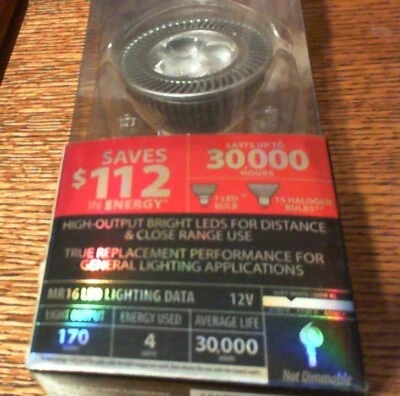 SAVES
$112
IN ENERGY*
LASTS UP TO
30000
HOURS
1 LED
BULB
15 HALOGEN
BULBS**
HIGH-OUTPUT BRIGHT LEDS FOR DISTANCE
& CLOSE RANGE USE
TRUE REPLACEMENT PERFORMANCE FOR
GENERAL LIGHTING APPLICATIONS
MR16 LED LIGHTING DATA 12V
LIGHT OUTPUT
170
ENERGY USED
4
WATTS
AVERAGE LIFE
30,000
HOURS
Not Dimmable